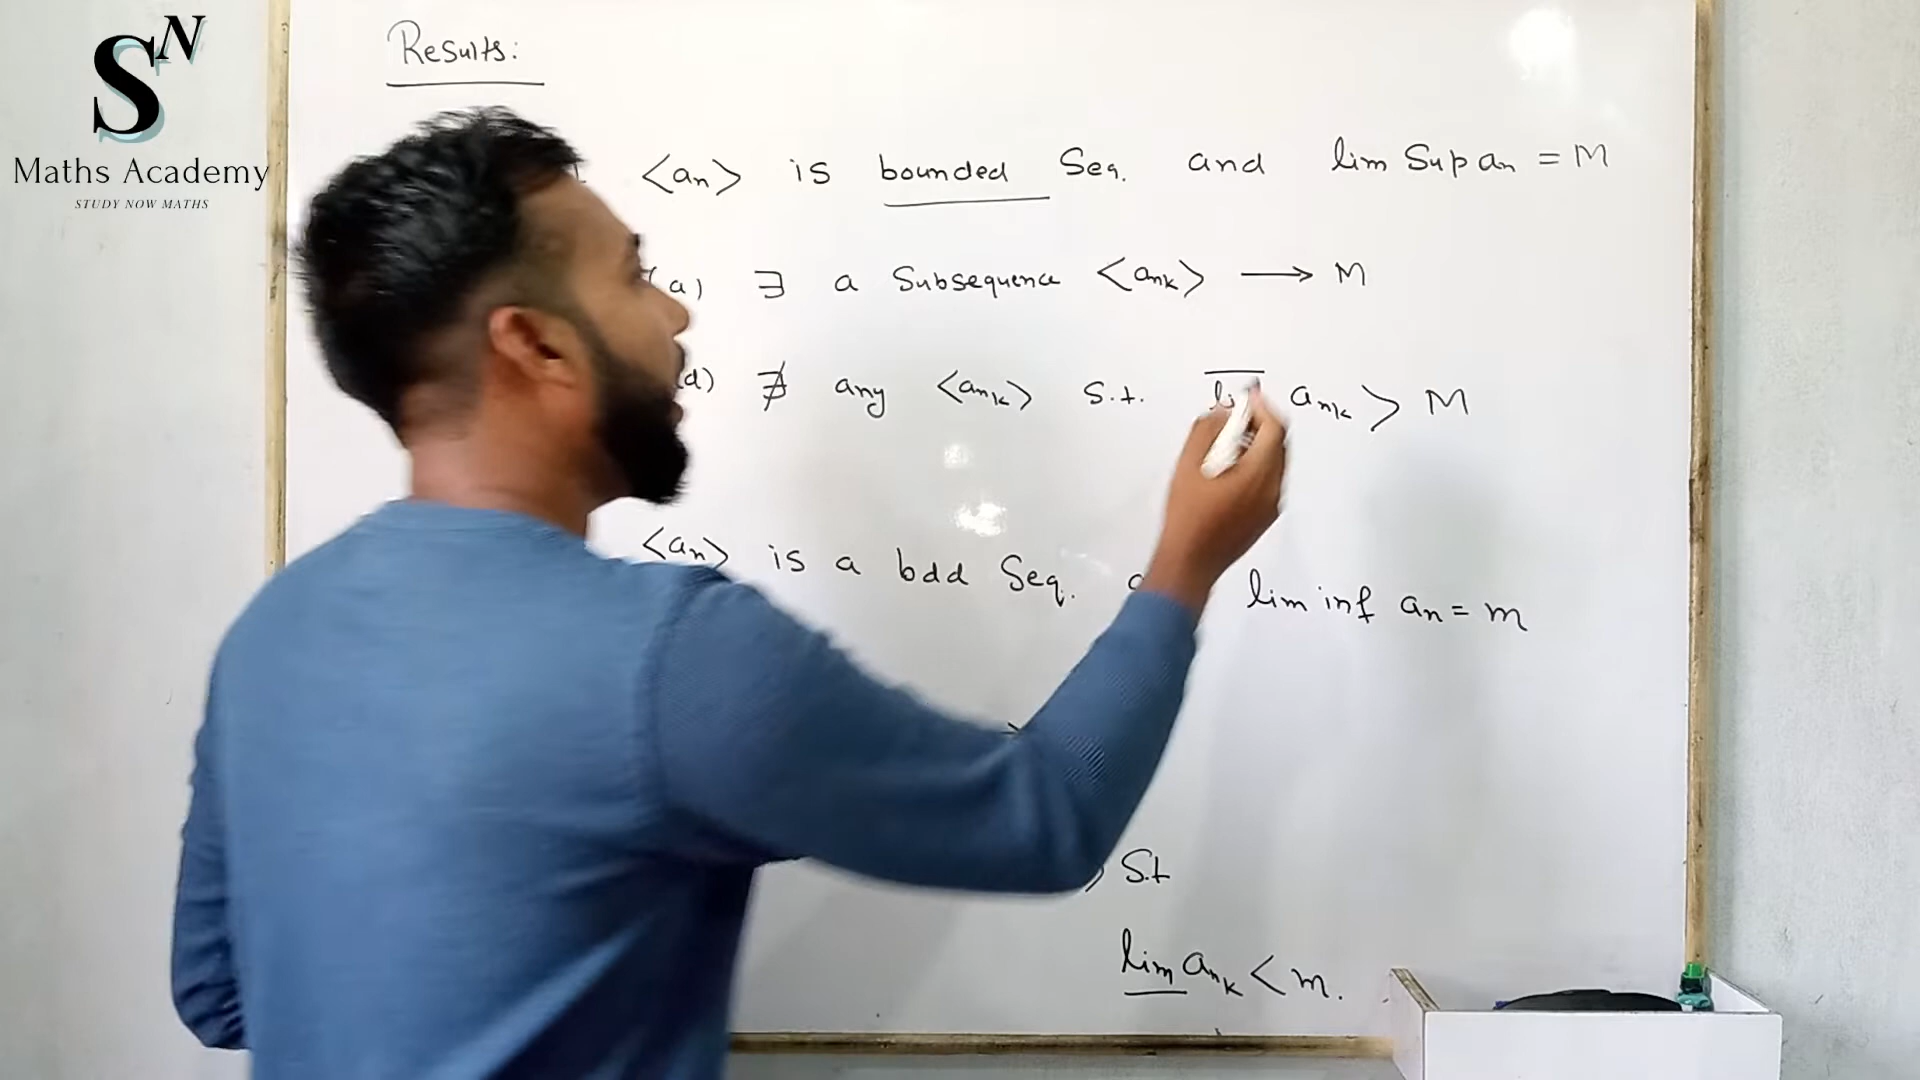 SN
Maths Academy
STUDY NOW MATHS
Results:
<aₙ> is bounded Seq. and lim Sup aₙ = M
(a) ∃ a Subsequence <aₙₖ> ⟶ M
(d) ∄ any <aₙₖ> s.t. aₙₖ > M
<aₙ> is a bdd Seq. lim inf aₙ = m
S.t
l̲i̲m̲ aₙₖ < m.